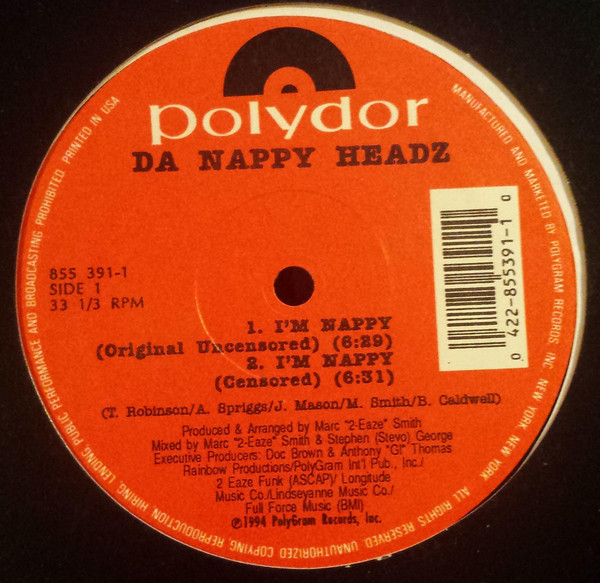 polydor
DA NAPPY HEADZ
855 391-1
SIDE 1
33 1/3 RPM
0 422-855391-1 0
1. I'M NAPPY
(Original Uncensored) (6:29)
2. I'M NAPPY
(Censored) (6:31)
(T. Robinson/A. Spriggs/J. Mason/M. Smith/B. Caldwell)
Produced & Arranged by Marc "2-Eaze" Smith
Mixed by Marc "2-Eaze" Smith & Stephen (Stevo) George
Executive Producers: Doc Brown & Anthony "GI" Thomas
Rainbow Productions/PolyGram Int'l Pub., Inc./
2 Eaze Funk (ASCAP)/ Longitude
Music Co./Lindseyanne Music Co./
Full Force Music (BMI)
℗1994 PolyGram Records, Inc.
MANUFACTURED AND MARKETED BY POLYGRAM RECORDS, INC. NEW YORK, NEW YORK ALL RIGHTS RESERVED. UNAUTHORIZED COPYING, REPRODUCTION HIRING, LENDING, PUBLIC PERFORMANCE AND BROADCASTING PROHIBITED. PRINTED IN USA